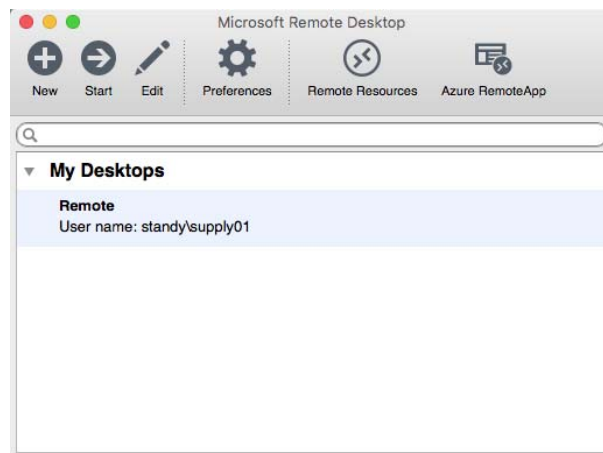 Microsoft Remote Desktop
New Start Edit Preferences Remote Resources Azure RemoteApp
My Desktops
Remote
User name: standy\supply01